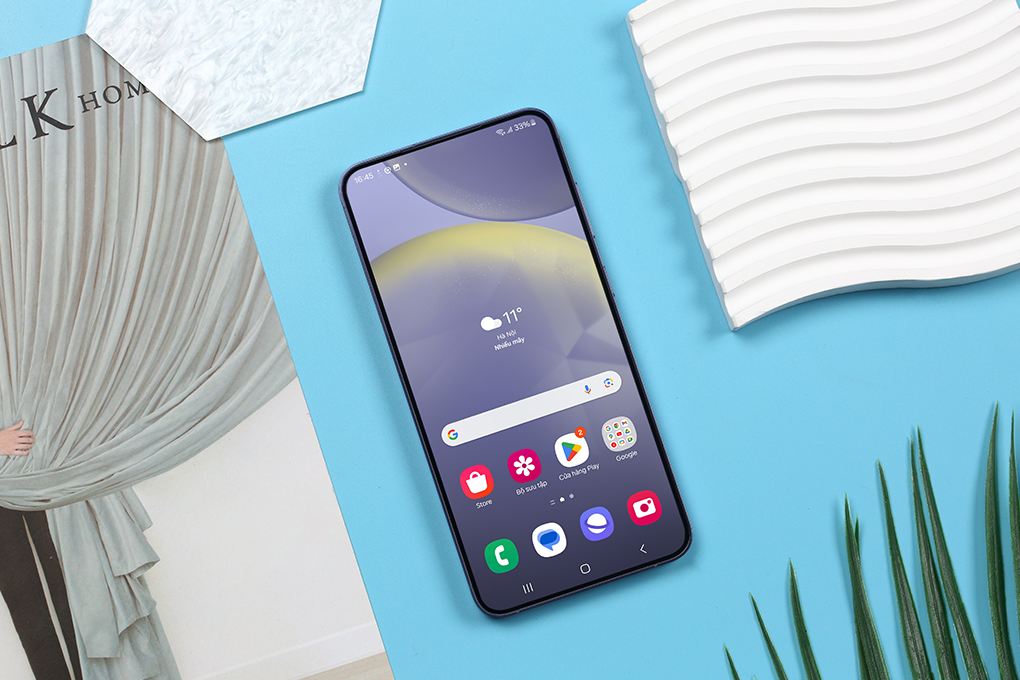 LK HOM
16:45
33%
11°
Hà Nội
Nhiều mây
2
Store
Bộ sưu tập
Cửa hàng Play
Google